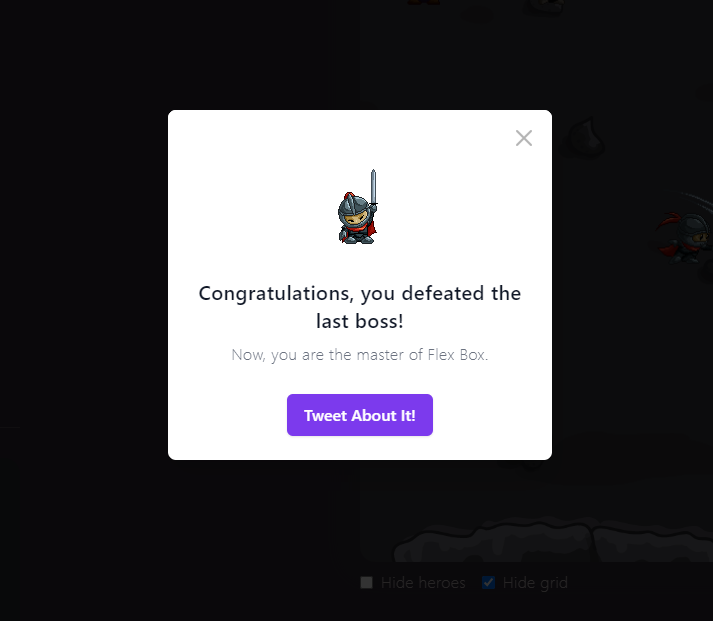 Congratulations, you defeated the
last boss!
Now, you are the master of Flex Box.
Tweet About It!
Hide heroes Hide grid